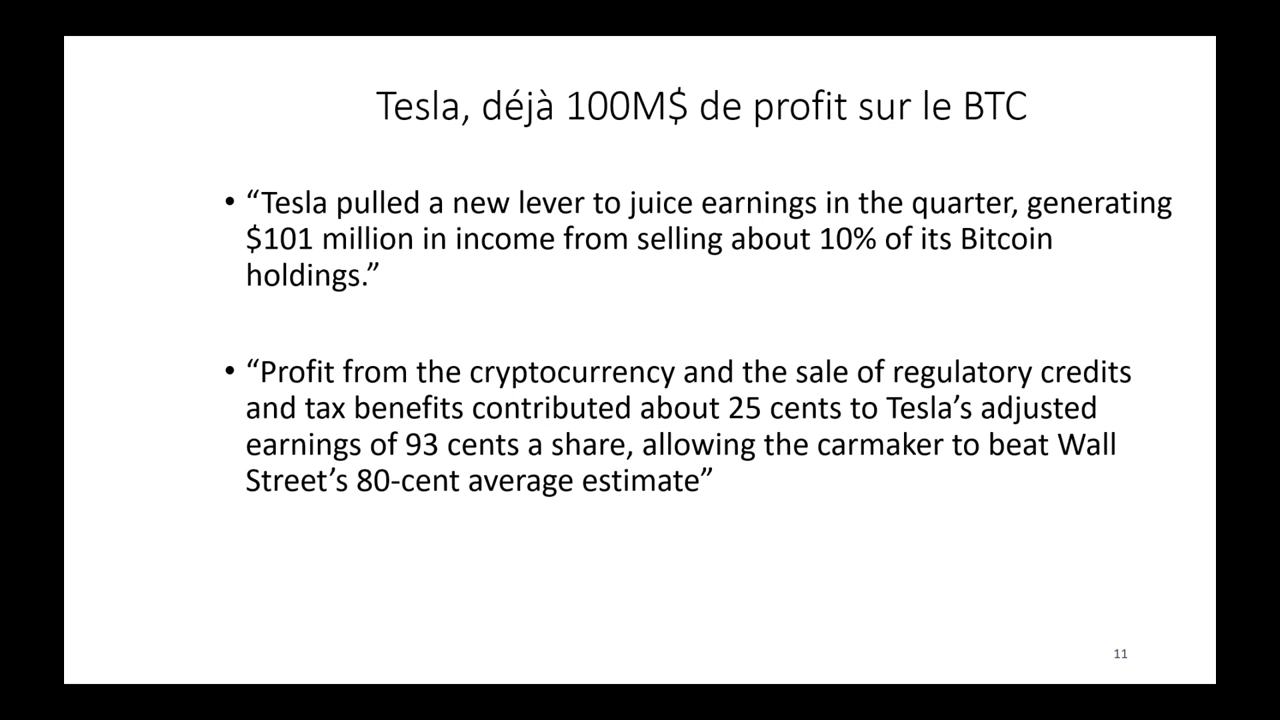 Tesla, déjà 100M$ de profit sur le BTC
• “Tesla pulled a new lever to juice earnings in the quarter, generating
$101 million in income from selling about 10% of its Bitcoin
holdings.”
• “Profit from the cryptocurrency and the sale of regulatory credits
and tax benefits contributed about 25 cents to Tesla’s adjusted
earnings of 93 cents a share, allowing the carmaker to beat Wall
Street’s 80-cent average estimate”
11